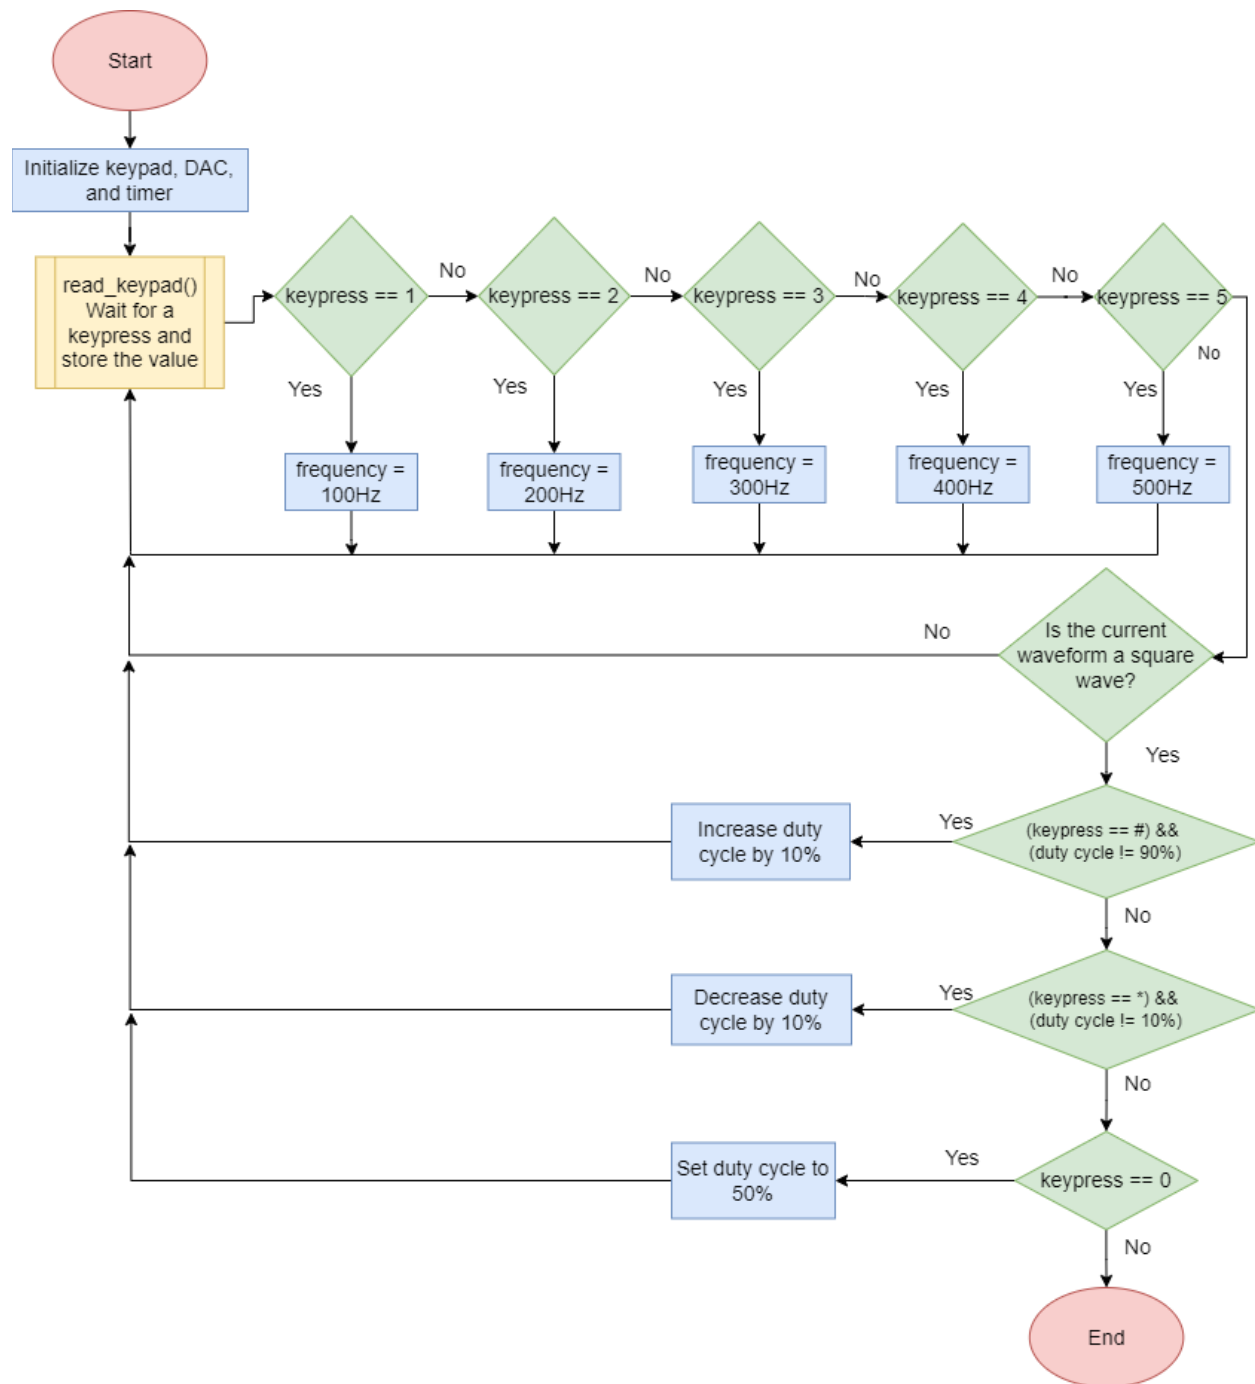 Start
Initialize keypad, DAC,
and timer
read_keypad()
Wait for a
keypress and
store the value
keypress == 1
No
keypress == 2
No
keypress == 3
No
keypress == 4
No
keypress == 5
No
Yes
Yes
Yes
Yes
Yes
frequency =
100Hz
frequency =
200Hz
frequency =
300Hz
frequency =
400Hz
frequency =
500Hz
Is the current
waveform a square
wave?
No
Yes
(keypress == #) &&
(duty cycle != 90%)
Yes
Increase duty
cycle by 10%
No
(keypress == *) &&
(duty cycle != 10%)
Yes
Decrease duty
cycle by 10%
No
keypress == 0
Yes
Set duty cycle to
50%
No
End